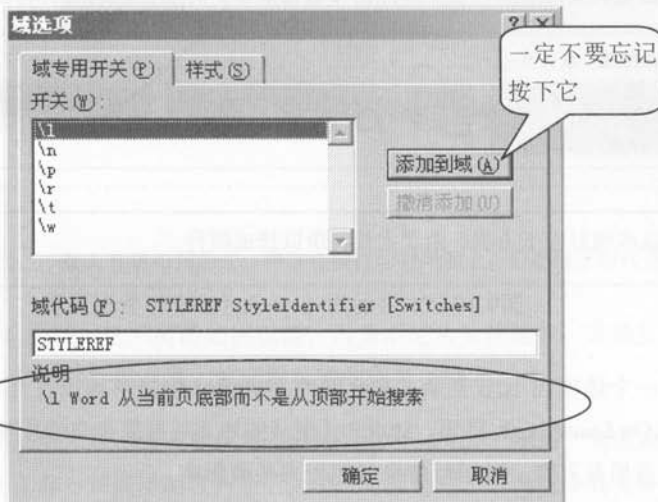 域选项
一定不要忘记
按下它
域专用开关(P) 样式(S)
开关(W):
\l
\n
\p
\r
\t
\w
添加到域(A)
撤消添加(U)
域代码(F): STYLEREF StyleIdentifier [Switches]
STYLEREF
说明
\l Word 从当前页底部而不是从顶部开始搜索
确定 取消